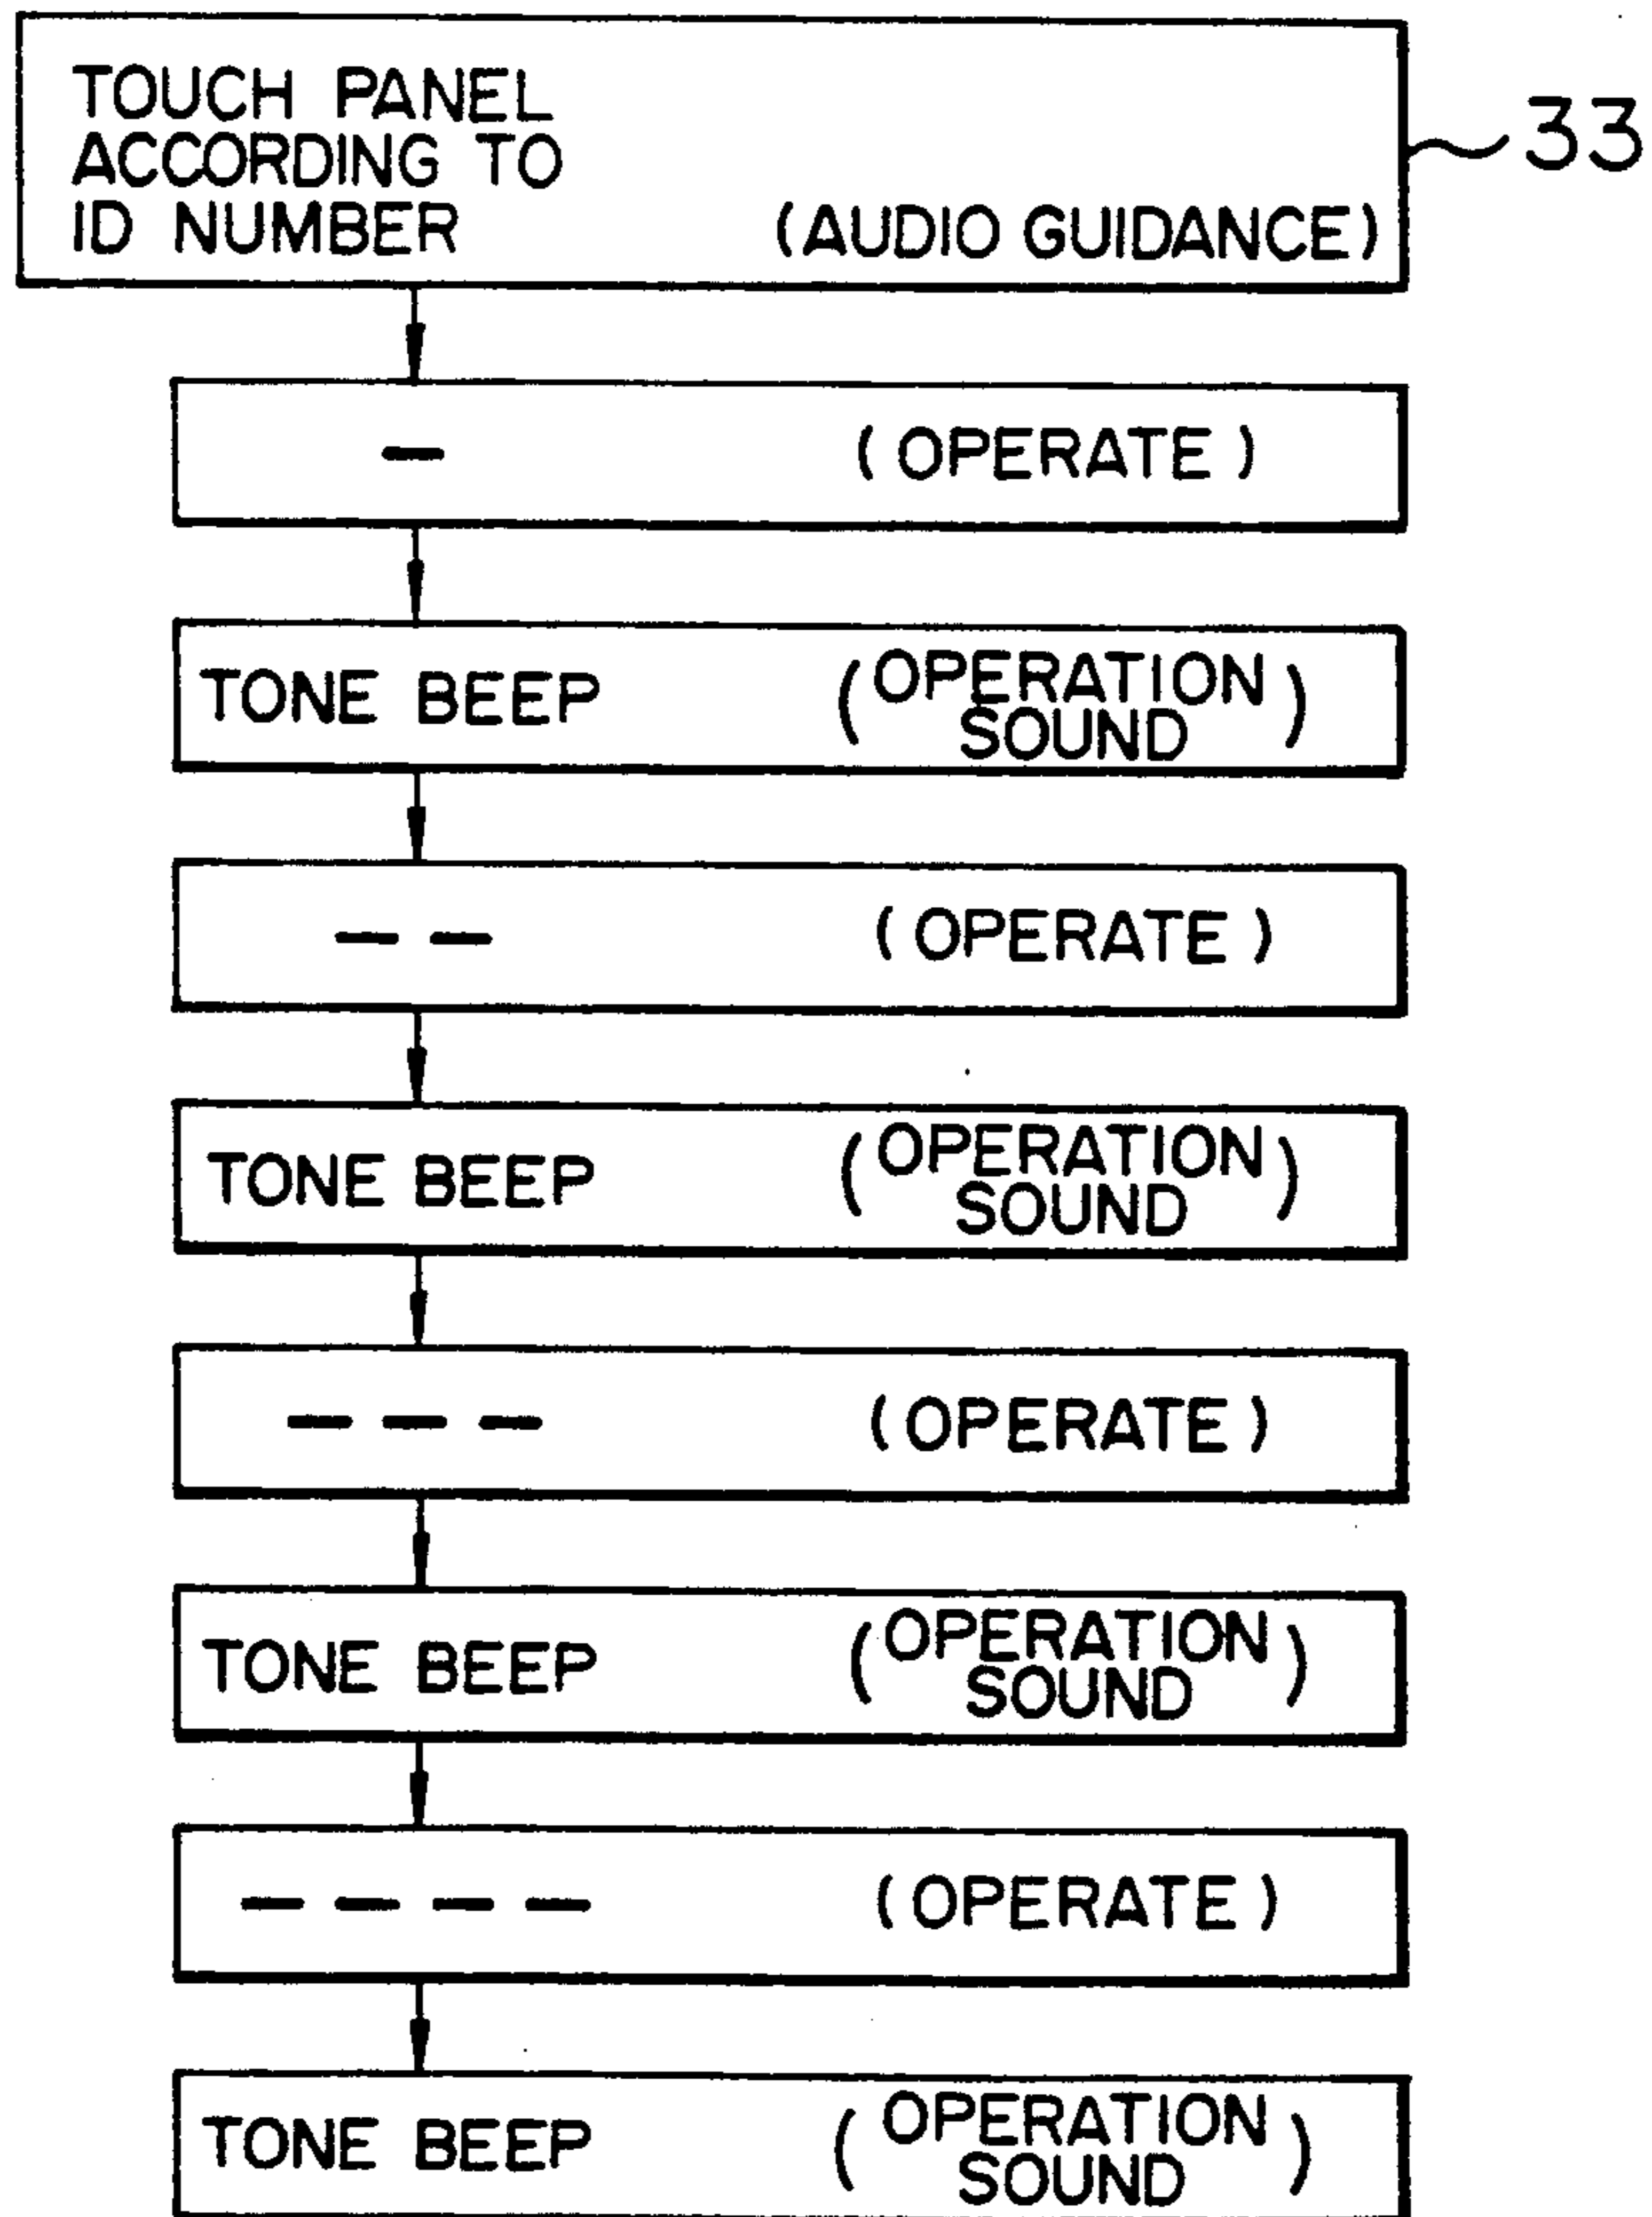 TOUCH PANEL
ACCORDING TO
ID NUMBER (AUDIO GUIDANCE)
33
— (OPERATE)
TONE BEEP (OPERATION
SOUND)
— — (OPERATE)
TONE BEEP (OPERATION
SOUND)
— — — (OPERATE)
TONE BEEP (OPERATION
SOUND)
— — — — (OPERATE)
TONE BEEP (OPERATION
SOUND)